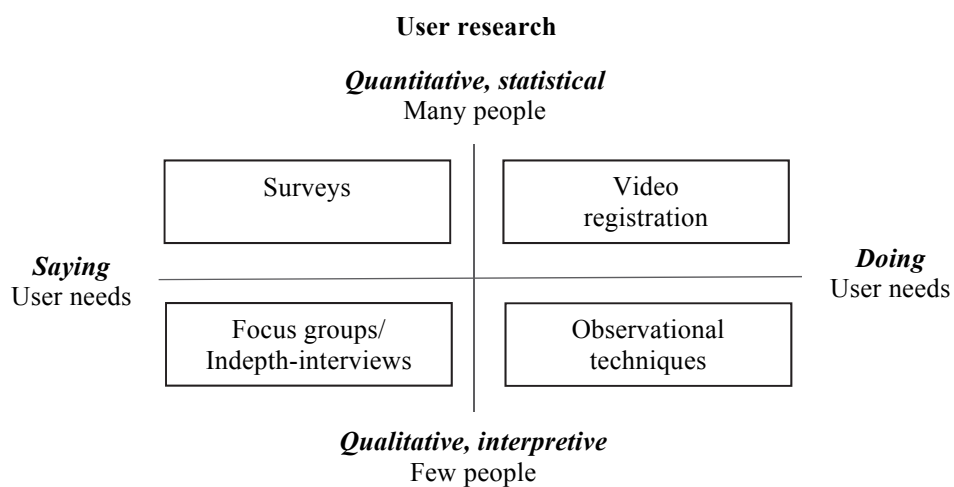 User research
Quantitative, statistical
Many people
Surveys
Video
registration
Saying
User needs
Doing
User needs
Focus groups/
Indepth-interviews
Observational
techniques
Qualitative, interpretive
Few people